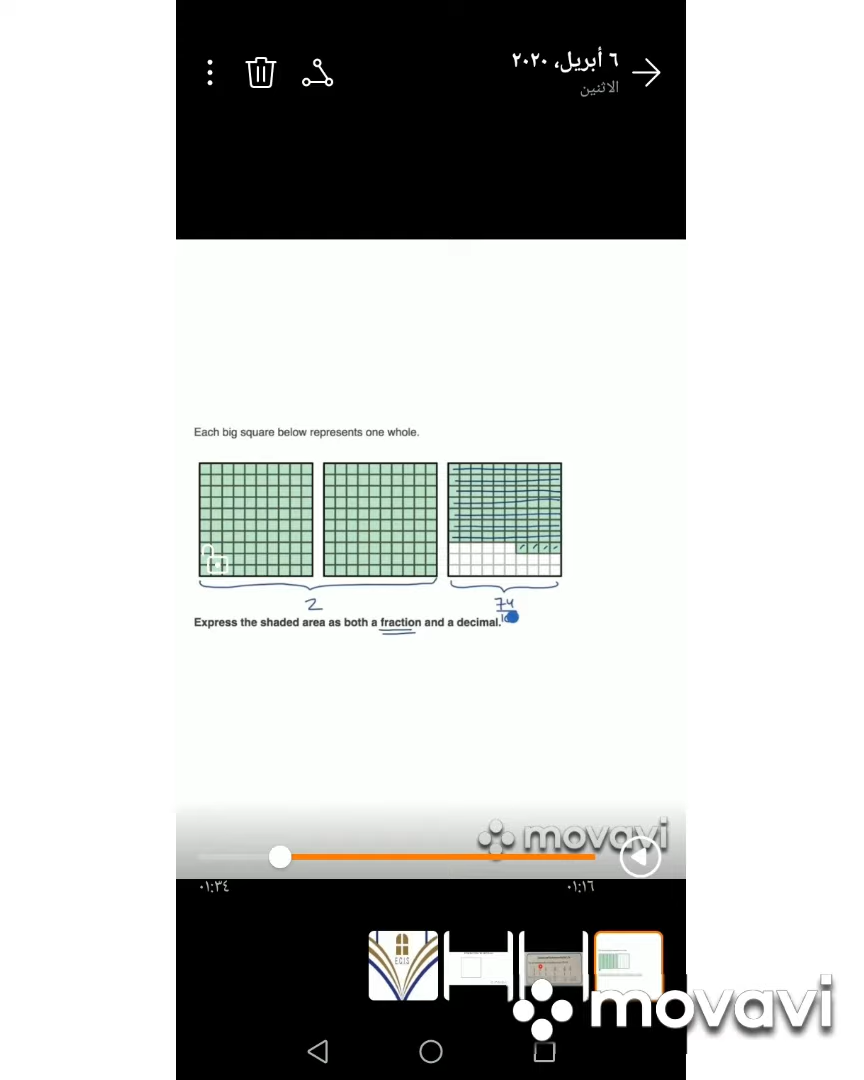 ٦ أبريل، ٢٠٢٠
الاثنين
Each big square below represents one whole.
2
74
Express the shaded area as both a fraction and a decimal.
movavi
٠١:٣٤
٠١:١٦
ECIS
movavi